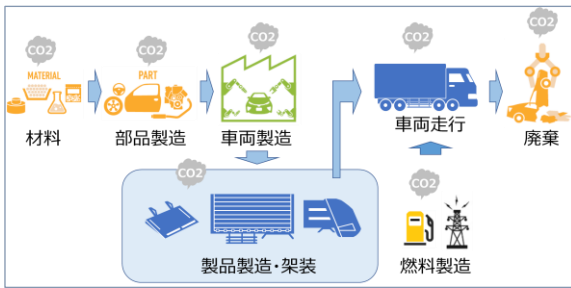 CO2
MATERIAL
材料
CO2
PART
部品製造
CO2
車両製造
CO2
製品製造・架装
CO2
車両走行
CO2
燃料製造
CO2
廃棄